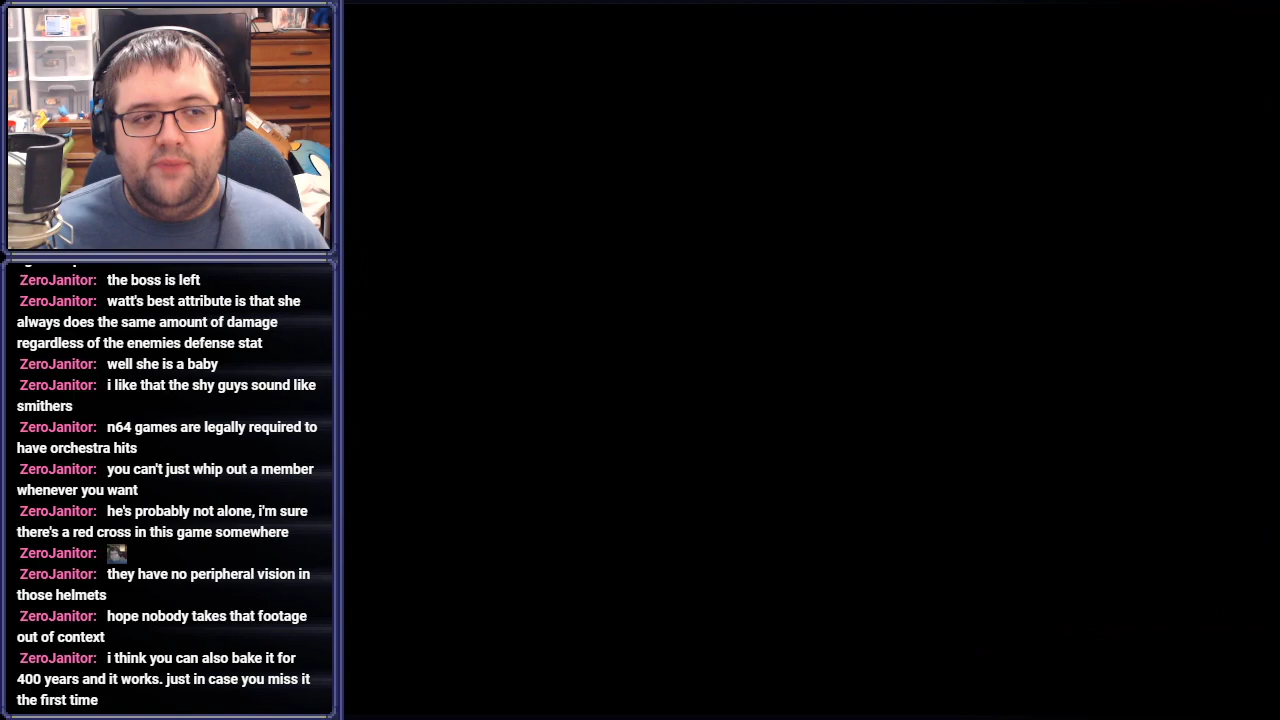 ZeroJanitor: the boss is left
ZeroJanitor: watt's best attribute is that she
always does the same amount of damage
regardless of the enemies defense stat
ZeroJanitor: well she is a baby
ZeroJanitor: i like that the shy guys sound like
smithers
ZeroJanitor: n64 games are legally required to
have orchestra hits
ZeroJanitor: you can't just whip out a member
whenever you want
ZeroJanitor: he's probably not alone, i'm sure
there's a red cross in this game somewhere
ZeroJanitor:
ZeroJanitor: they have no peripheral vision in
those helmets
ZeroJanitor: hope nobody takes that footage
out of context
ZeroJanitor: i think you can also bake it for
400 years and it works. just in case you miss it
the first time